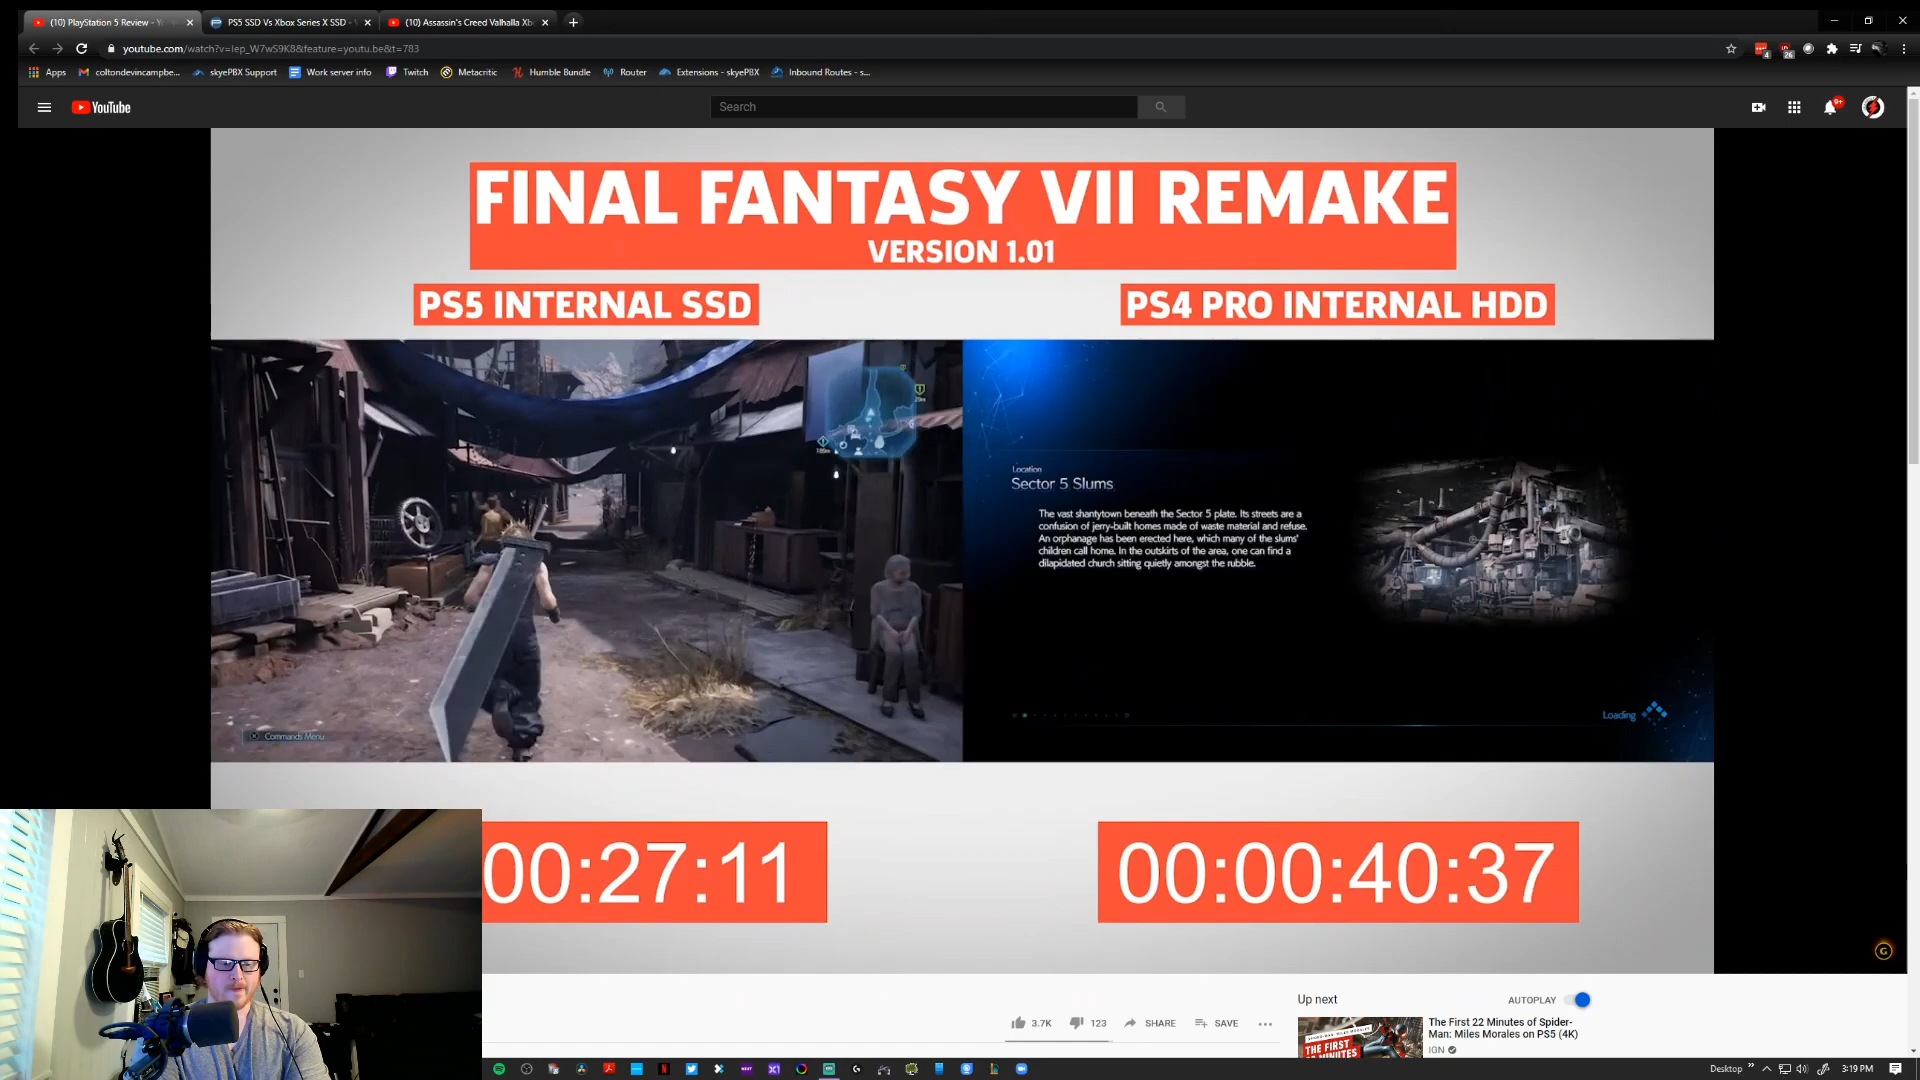 (10) PlayStation 5 Review - Y
PS5 SSD Vs Xbox Series X SSD -
(10) Assassin's Creed Valhalla Xb
youtube.com/watch?v=Iep_W7wS9K8&feature=youtu.be&t=783
4
26
Apps
coltondevincampbe...
skyePBX Support
Work server info
Twitch
Metacritic
Humble Bundle
Router
Extensions - skyePBX
Inbound Routes - s...
YouTube
Search
9+
FINAL FANTASY VII REMAKE
VERSION 1.01
PS5 INTERNAL SSD
PS4 PRO INTERNAL HDD
Commands Menu
Location
Sector 5 Slums
The vast shantytown beneath the Sector 5 plate. Its streets are a
confusion of jerry-built homes made of waste material and refuse.
An orphanage has been erected here, which many of the slums'
children call home. In the outskirts of the area, one can find a
dilapidated church sitting quietly amongst the rubble.
Loading
00:27:11
00:00:40:37
G
3.7K
123
SHARE
SAVE
Up next
AUTOPLAY
THE FIRST
The First 22 Minutes of Spider-
Man: Miles Morales on PS5 (4K)
IGN
Desktop
3:19 PM